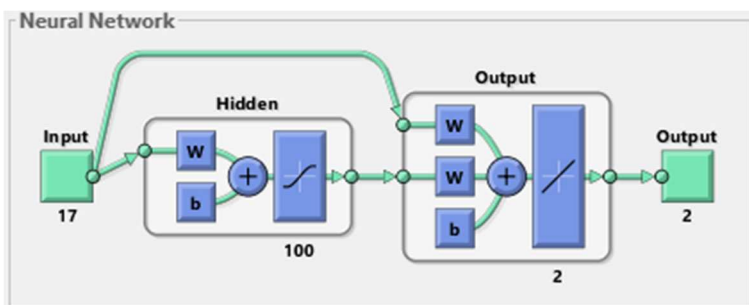 Neural Network
Input
17
Hidden
W
b
+
100
Output
W
W
b
+
2
Output
2